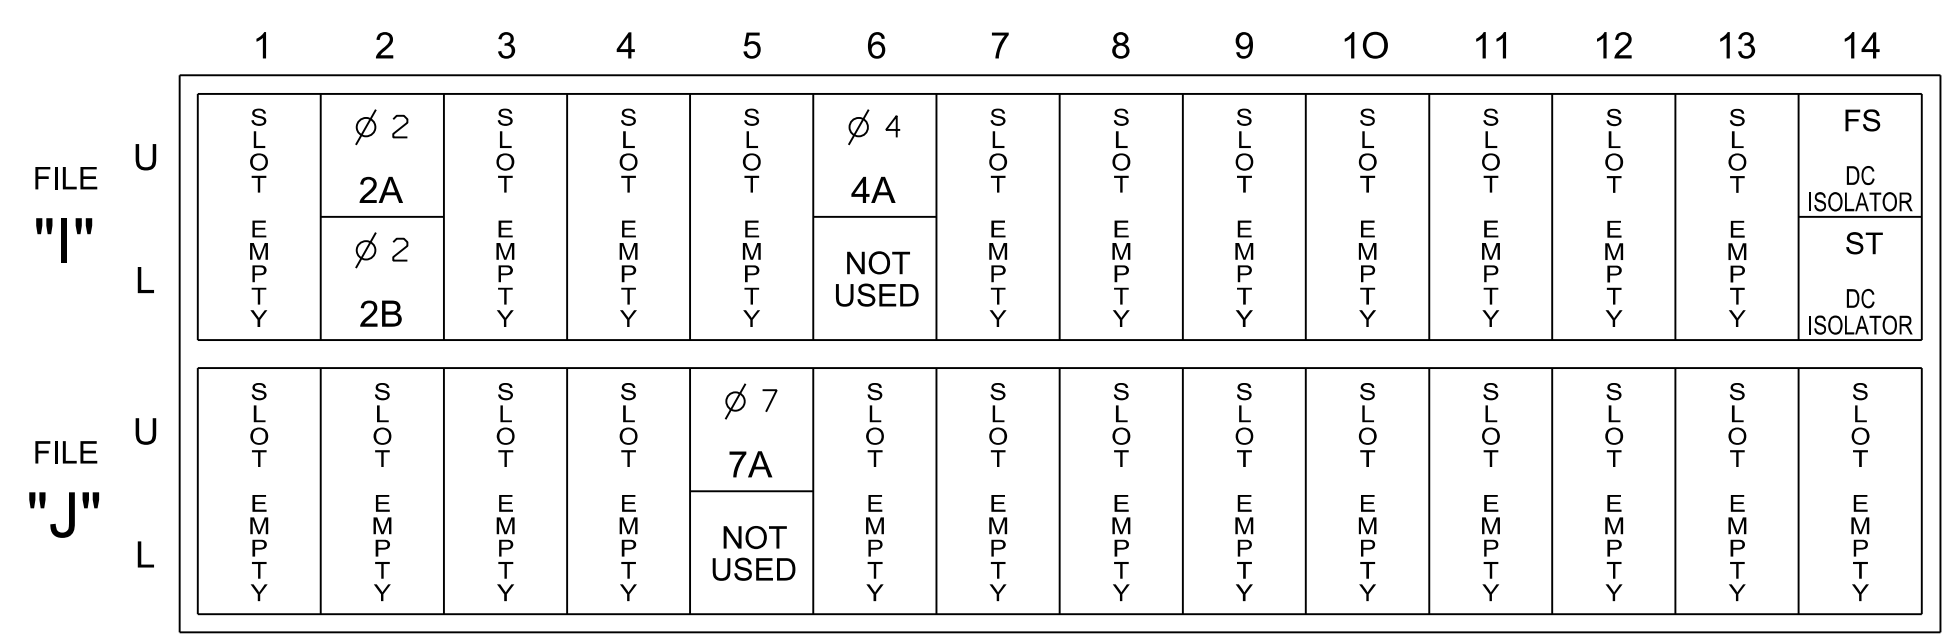 1 2 3 4 5 6 7 8 9 10 11 12 13 14
FILE
"I"
U
L
SLOT EMPTY
Ø 2
2A
Ø 2
2B
SLOT EMPTY
SLOT EMPTY
SLOT EMPTY
Ø 4
4A
NOT
USED
SLOT EMPTY
SLOT EMPTY
SLOT EMPTY
SLOT EMPTY
SLOT EMPTY
SLOT EMPTY
SLOT EMPTY
FS
DC
ISOLATOR
ST
DC
ISOLATOR
FILE
"J"
U
L
SLOT EMPTY
SLOT EMPTY
SLOT EMPTY
SLOT EMPTY
Ø 7
7A
NOT
USED
SLOT EMPTY
SLOT EMPTY
SLOT EMPTY
SLOT EMPTY
SLOT EMPTY
SLOT EMPTY
SLOT EMPTY
SLOT EMPTY
SLOT EMPTY